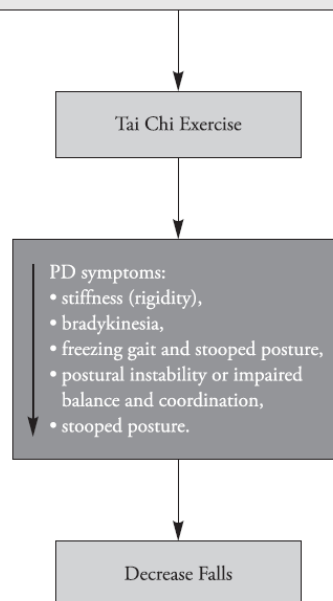 Tai Chi Exercise
PD symptoms:
• stiffness (rigidity),
• bradykinesia,
• freezing gait and stooped posture,
• postural instability or impaired
balance and coordination,
• stooped posture.
Decrease Falls